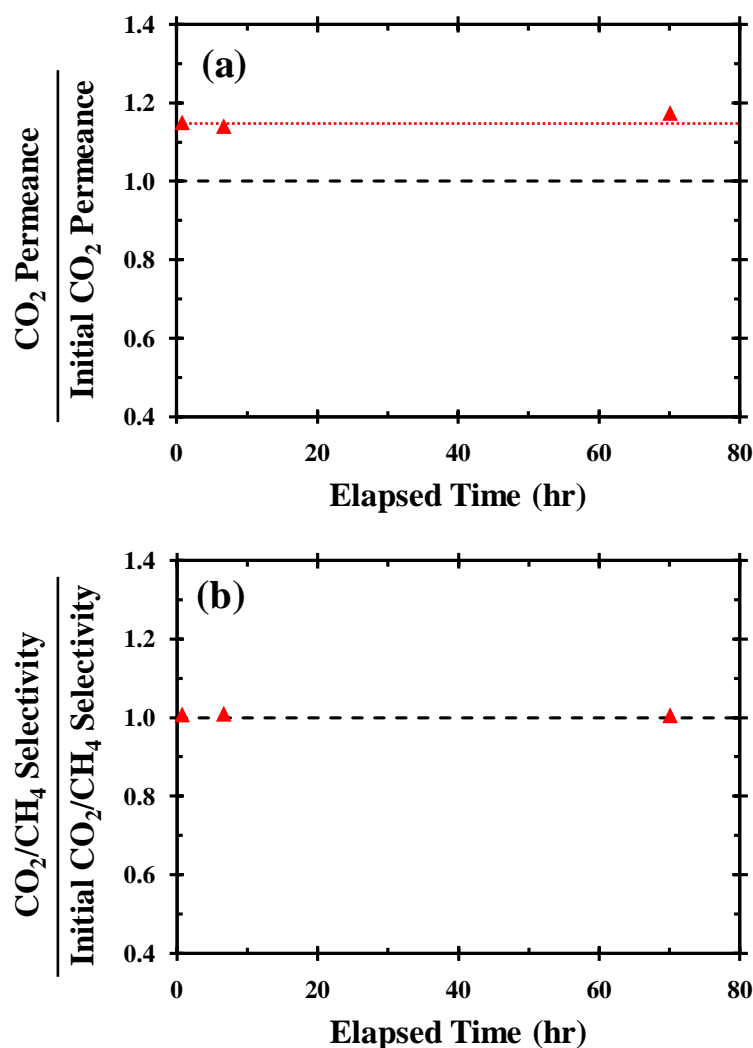 (a)
CO₂ Permeance
Initial CO₂ Permeance
1.4
1.2
1.0
0.8
0.6
0.4
0 20 40 60 80
Elapsed Time (hr)
(b)
CO₂/CH₄ Selectivity
Initial CO₂/CH₄ Selectivity
1.4
1.2
1.0
0.8
0.6
0.4
0 20 40 60 80
Elapsed Time (hr)